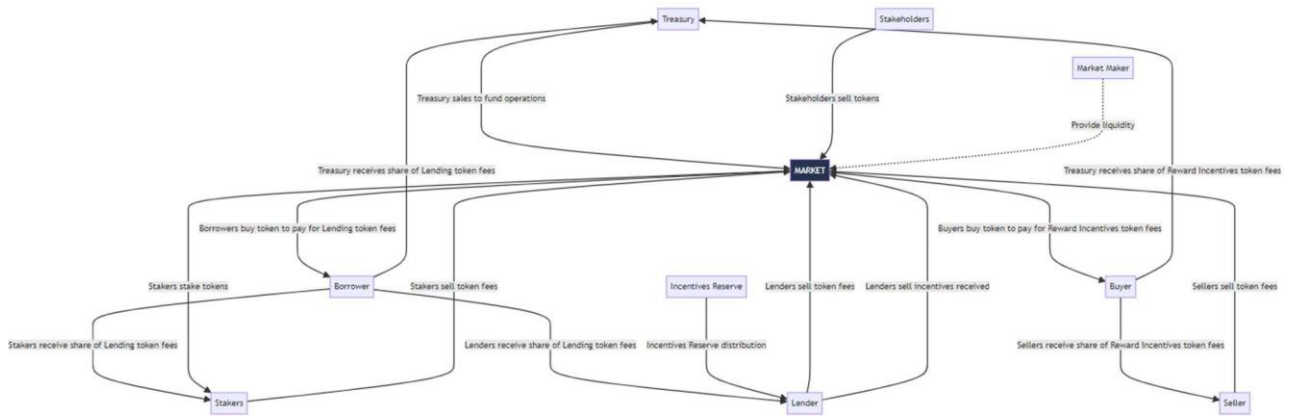 Treasury
Stakeholders
Market Maker
Treasury sales to fund operations
Stakeholders sell tokens
Provide liquidity
Treasury receives share of Lending token fees
MARKET
Treasury receives share of Reward Incentives token fees
Borrowers buy token to pay for Lending token fees
Buyers buy token to pay for Reward Incentives token fees
Stakers stake tokens
Borrower
Stakers sell token fees
Incentives Reserve
Lenders sell token fees
Lenders sell incentives received
Buyer
Sellers sell token fees
Stakers receive share of Lending token fees
Lenders receive share of Lending token fees
Incentives Reserve distribution
Sellers receive share of Reward Incentives token fees
Stakers
Lender
Seller